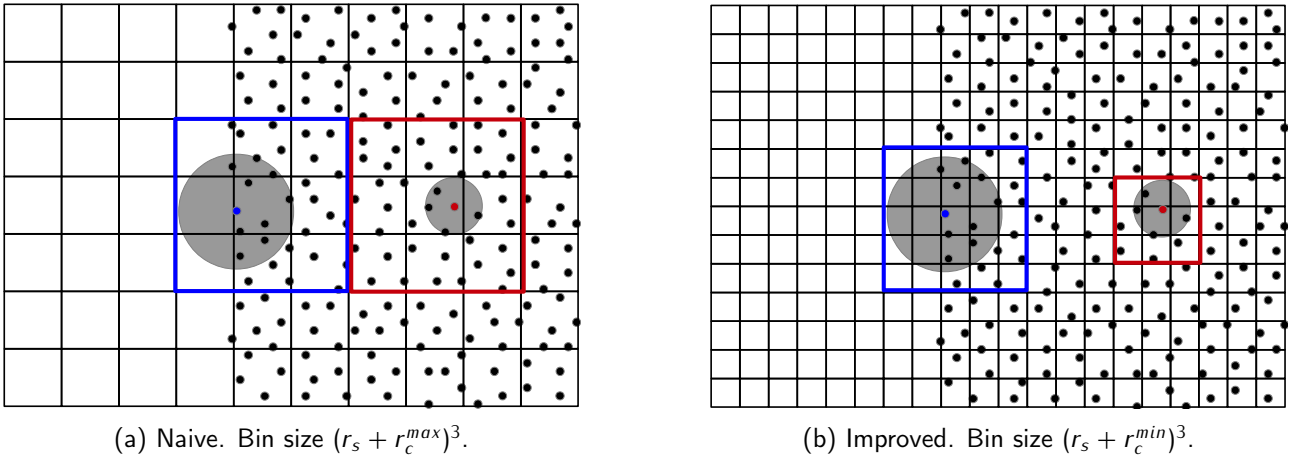 (a) Naive. Bin size $(r_s + r_c^{max})^3$.
(b) Improved. Bin size $(r_s + r_c^{min})^3$.